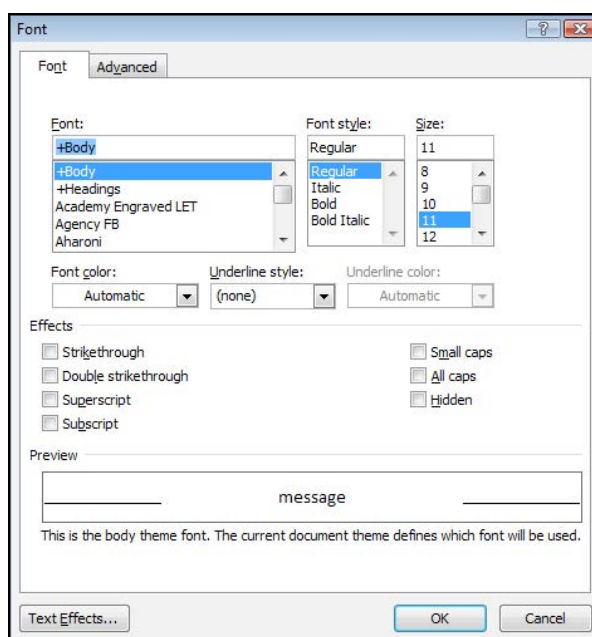 Font
Font Advanced
Font: Font style: Size:
+Body Regular 11
+Body Regular 8
+Headings Italic 9
Academy Engraved LET Bold 10
Agency FB Bold Italic 11
Aharoni 12
Font color: Underline style: Underline color:
Automatic (none) Automatic
Effects
Strikethrough Small caps
Double strikethrough All caps
Superscript Hidden
Subscript
Preview
message
This is the body theme font. The current document theme defines which font will be used.
Text Effects... OK Cancel